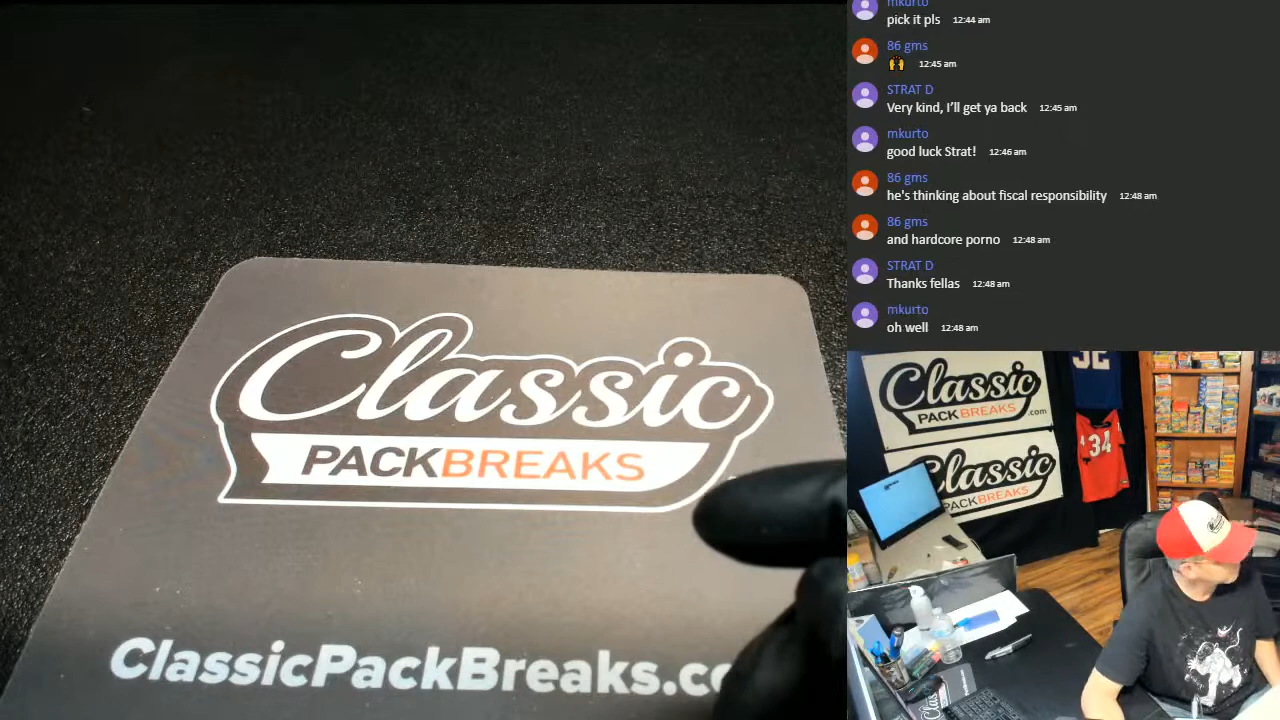 mkurto
pick it pls 12:44 am
86 gms
🙌 12:45 am
STRAT D
Very kind, I'll get ya back 12:45 am
mkurto
good luck Strat! 12:46 am
86 gms
he's thinking about fiscal responsibility 12:48 am
86 gms
and hardcore porno 12:48 am
STRAT D
Thanks fellas 12:48 am
mkurto
oh well 12:48 am
Classic
PACKBREAKS
ClassicPackBreaks.co
Classic
PACKBREAKS
.com
Classic
PACKBREAKS
32
34